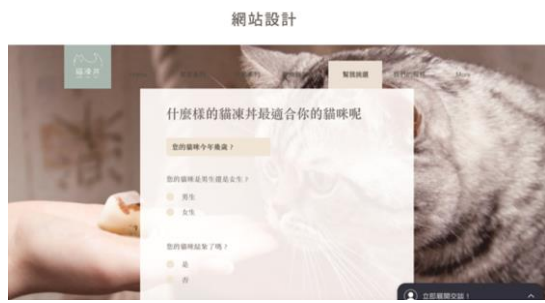 網站設計
貓凍丼
幫我挑選
More
什麼樣的貓凍丼最適合你的貓咪呢
您的貓咪今年幾歲？
您的貓咪是男生還是女生？
男生
女生
您的貓咪結紮了嗎？
是
否
立即展開交談！